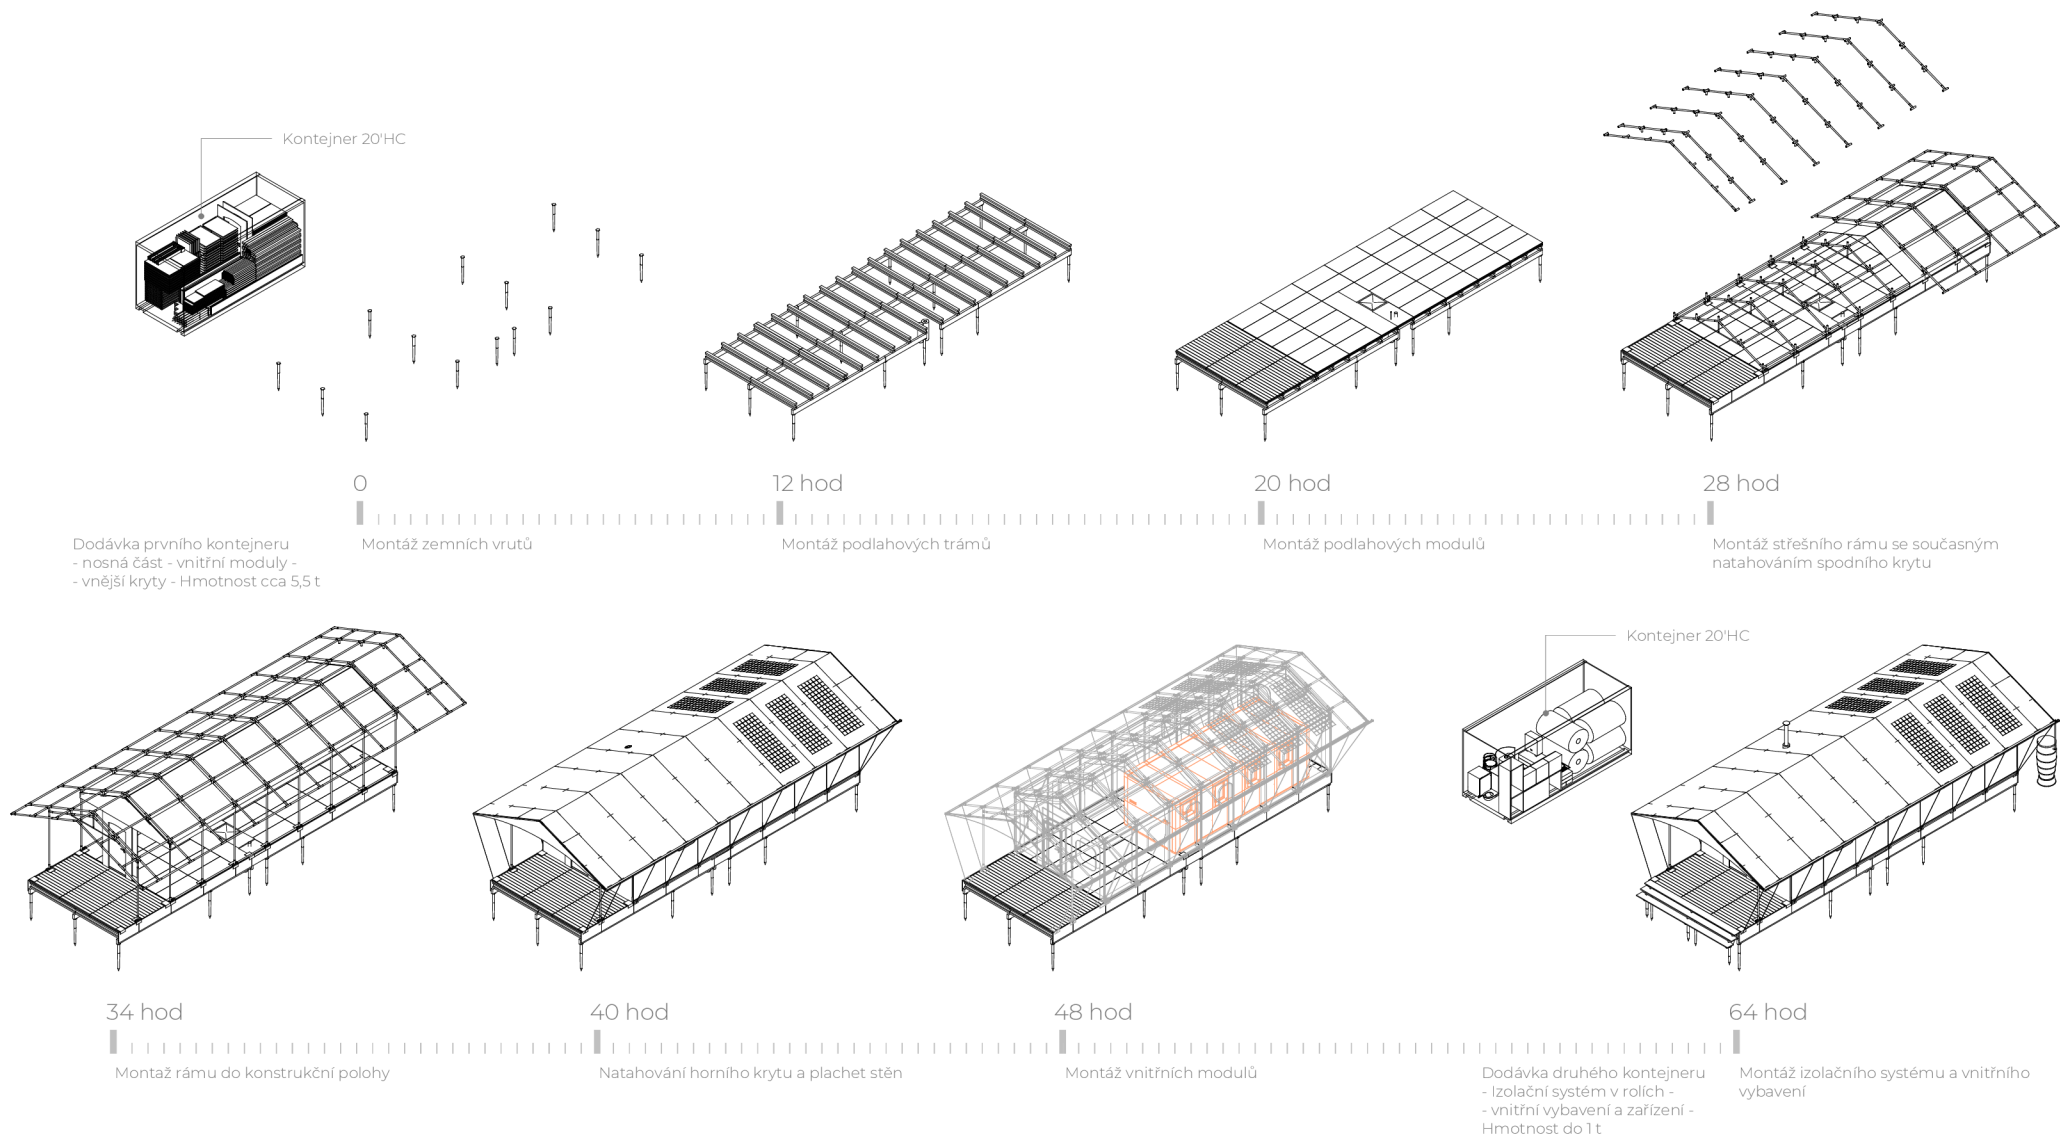 Kontejner 20'HC
0
12 hod
20 hod
28 hod
Dodávka prvního kontejneru
- nosná část - vnitřní moduly -
- vnější kryty - Hmotnost cca 5,5 t
Montáž zemních vrutů
Montáž podlahových trámů
Montáž podlahových modulů
Montáž střešního rámu se současným
natahováním spodního krytu
Kontejner 20'HC
34 hod
40 hod
48 hod
64 hod
Montaž rámu do konstrukční polohy
Natahování horního krytu a plachet stěn
Montáž vnitřních modulů
Dodávka druhého kontejneru
- Izolační systém v rolích -
- vnitřní vybavení a zařízení -
Hmotnost do 1 t
Montáž izolačního systému a vnitřního
vybavení